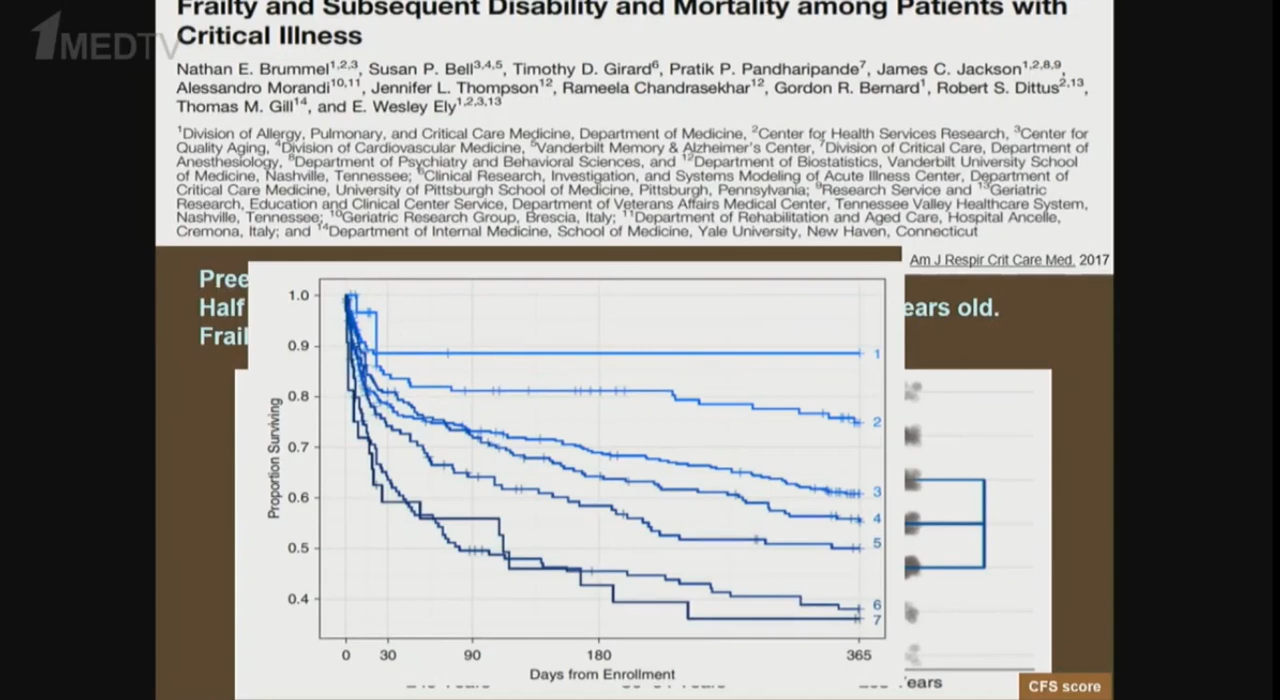 Frailty and Subsequent Disability and Mortality among Patients with
Critical Illness
1MEDTV
Nathan E. Brummel1,2,3, Susan P. Bell3,4,5, Timothy D. Girard6, Pratik P. Pandharipande7, James C. Jackson1,2,8,9,
Alessandro Morandi10,11, Jennifer L. Thompson12, Rameela Chandrasekhar12, Gordon R. Bernard1, Robert S. Dittus2,13,
Thomas M. Gill14, and E. Wesley Ely1,2,3,13
1Division of Allergy, Pulmonary, and Critical Care Medicine, Department of Medicine, 2Center for Health Services Research, 3Center for
Quality Aging, 4Division of Cardiovascular Medicine, 5Vanderbilt Memory & Alzheimer's Center, 7Division of Critical Care, Department of
Anesthesiology, 8Department of Psychiatry and Behavioral Sciences, and 12Department of Biostatistics, Vanderbilt University School
of Medicine, Nashville, Tennessee; 6Clinical Research, Investigation, and Systems Modeling of Acute Illness Center, Department of
Critical Care Medicine, University of Pittsburgh School of Medicine, Pittsburgh, Pennsylvania; 9Research Service and 13Geriatric
Research, Education and Clinical Center Service, Department of Veterans Affairs Medical Center, Tennessee Valley Healthcare System,
Nashville, Tennessee; 10Geriatric Research Group, Brescia, Italy; 11Department of Rehabilitation and Aged Care, Hospital Ancelle,
Cremona, Italy; and 14Department of Internal Medicine, School of Medicine, Yale University, New Haven, Connecticut
Am J Respir Crit Care Med. 2017
Pree
Half ears old.
Frail
Proportion Surviving
1.0
0.9
0.8
0.7
0.6
0.5
0.4
1
2
3
4
5
6
7
0 30 90 180 365
Days from Enrollment
ears
CFS score